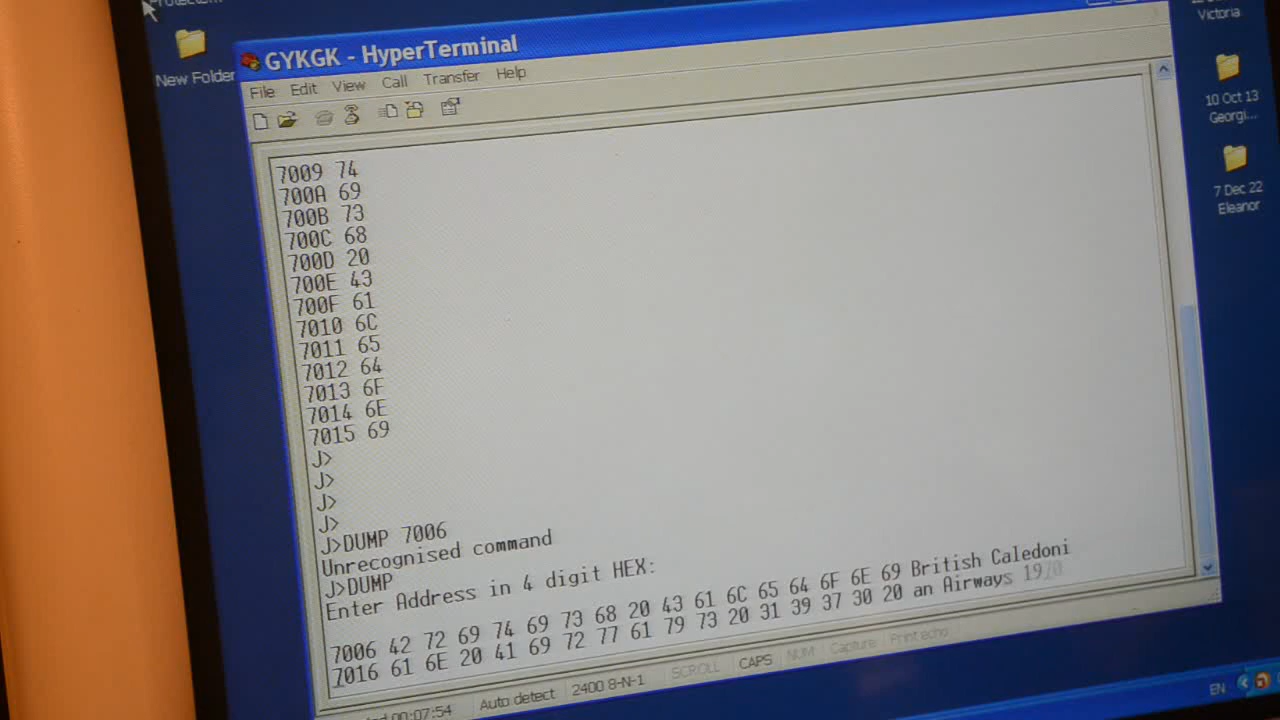 Victoria
New Folder
10 Oct 13
Georgi...
7 Dec 22
Eleanor
GYKGK - HyperTerminal
File Edit View Call Transfer Help
7009 74
700A 69
700B 73
700C 68
700D 20
700E 43
700F 61
7010 6C
7011 65
7012 64
7013 6F
7014 6E
7015 69
J>
J>
J>
J>
J>DUMP 7006
Unrecognised command
J>DUMP
Enter Address in 4 digit HEX:
7006 42 72 69 74 69 73 68 20 43 61 6C 65 64 6F 6E 69 British Caledoni
7016 61 6E 20 41 69 72 77 61 79 73 20 31 39 37 30 20 an Airways 1970
00:07:54 Auto detect 2400 8-N-1 SCROLL CAPS NUM Capture Print echo
EN